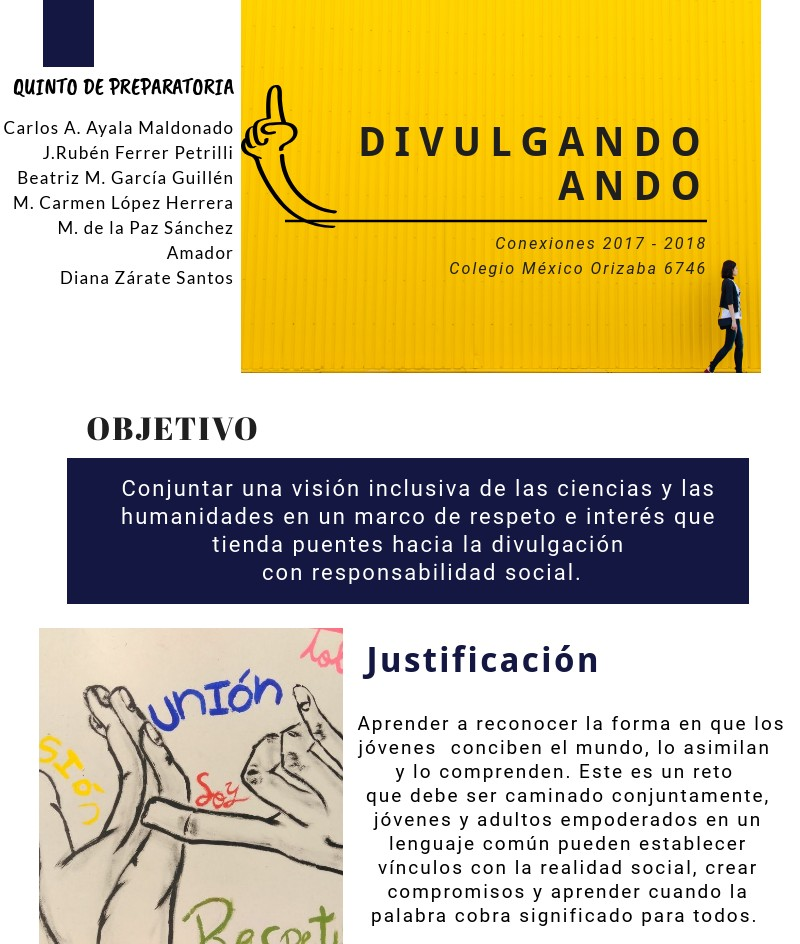 QUINTO DE PREPARATORIA
Carlos A. Ayala Maldonado
J.Rubén Ferrer Petrilli
Beatriz M. García Guillén
M. Carmen López Herrera
M. de la Paz Sánchez
Amador
Diana Zárate Santos
DIVULGANDO
ANDO
Conexiones 2017 - 2018
Colegio México Orizaba 6746
OBJETIVO
Conjuntar una visión inclusiva de las ciencias y las
humanidades en un marco de respeto e interés que
tienda puentes hacia la divulgación
con responsabilidad social.
unIón
Soy
Justificación
Aprender a reconocer la forma en que los
jóvenes conciben el mundo, lo asimilan
y lo comprenden. Este es un reto
que debe ser caminado conjuntamente,
jóvenes y adultos empoderados en un
lenguaje común pueden establecer
vínculos con la realidad social, crear
compromisos y aprender cuando la
palabra cobra significado para todos.